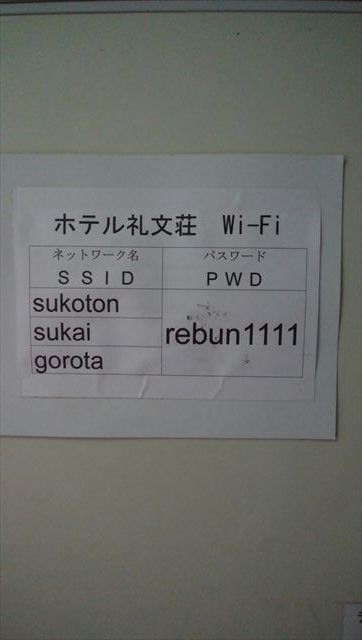 ホテル礼文荘 Wi-Fi
ネットワーク名 パスワード
SSID PWD
sukoton
sukai
gorota
rebun1111